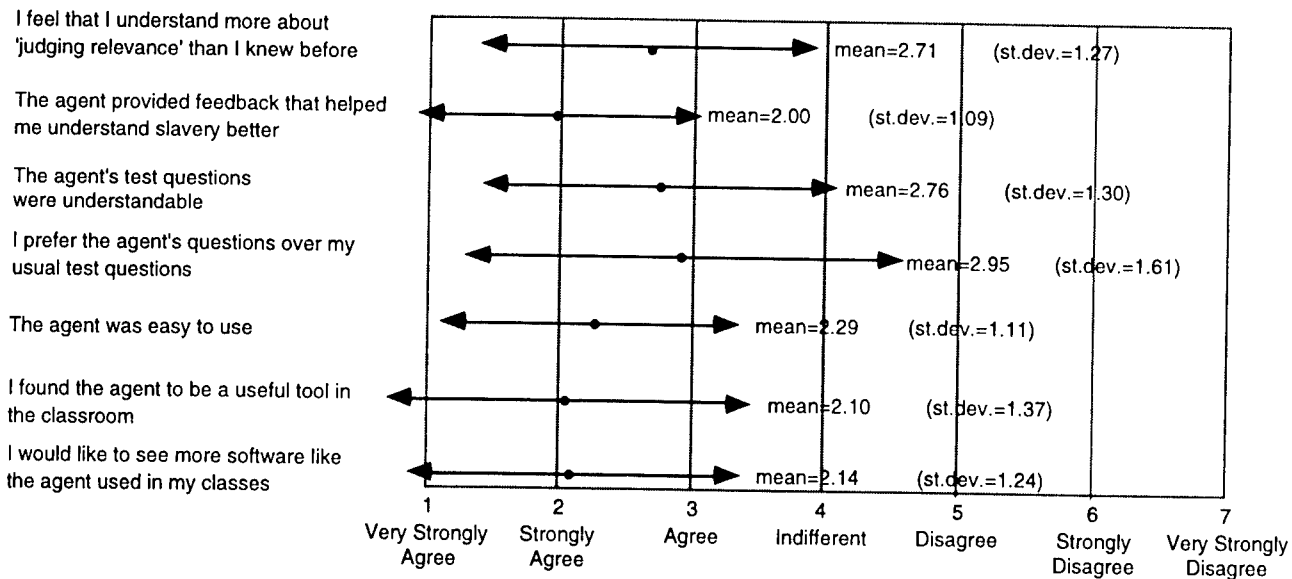 I feel that I understand more about
'judging relevance' than I knew before
mean=2.71 (st.dev.=1.27)
The agent provided feedback that helped
me understand slavery better
mean=2.00 (st.dev.=1.09)
The agent's test questions
were understandable
mean=2.76 (st.dev.=1.30)
I prefer the agent's questions over my
usual test questions
mean=2.95 (st.dev.=1.61)
The agent was easy to use
mean=2.29 (st.dev.=1.11)
I found the agent to be a useful tool in
the classroom
mean=2.10 (st.dev.=1.37)
I would like to see more software like
the agent used in my classes
mean=2.14 (st.dev.=1.24)
1 2 3 4 5 6 7
Very Strongly Strongly Agree Indifferent Disagree Strongly Very Strongly
Agree Agree Disagree Disagree